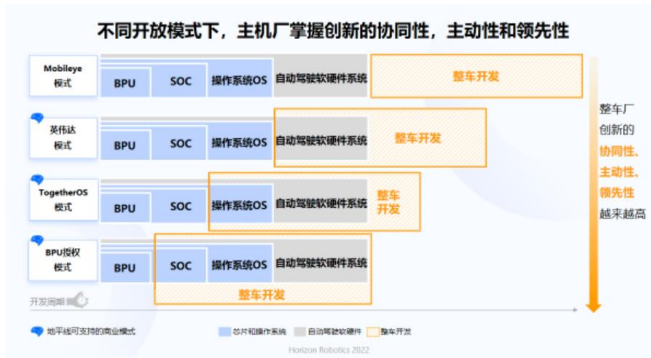 不同开放模式下，主机厂掌握创新的协同性，主动性和领先性
Mobileye
模式
BPU
SOC
操作系统OS
自动驾驶软硬件系统
整车开发
英伟达
模式
BPU
SOC
操作系统OS
自动驾驶软硬件系统
整车开发
TogetherOS
模式
BPU
SOC
操作系统OS
自动驾驶软硬件系统
整车
开发
BPU授权
模式
BPU
SOC
操作系统OS
自动驾驶软硬件系统
整车开发
整车厂
创新的
协同性、
主动性、
领先性
越来越高
开发周期
地平线可支持的商业模式
芯片和操作系统
自动驾驶软硬件
整车开发
Horizon Robotics 2022